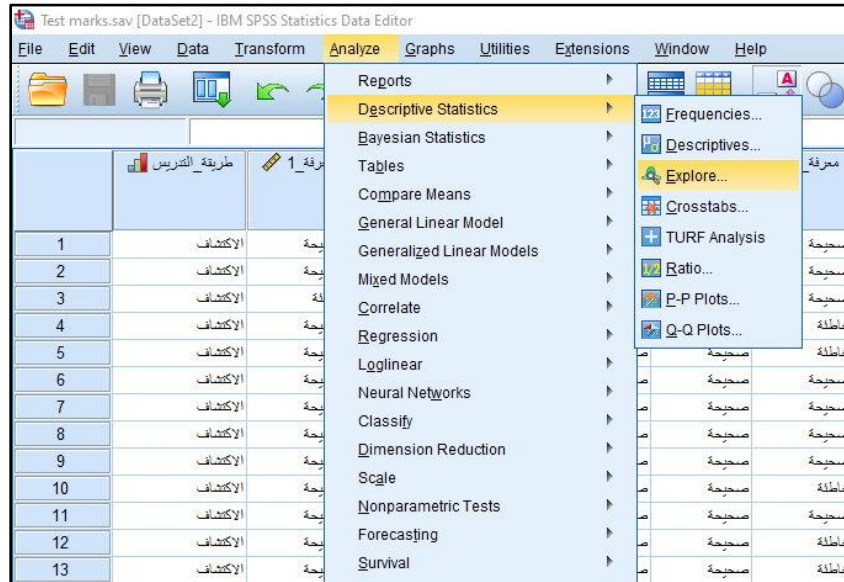 Test marks.sav [DataSet2] - IBM SPSS Statistics Data Editor
File Edit View Data Transform Analyze Graphs Utilities Extensions Window Help
Reports
Descriptive Statistics
Bayesian Statistics
Tables
Compare Means
General Linear Model
Generalized Linear Models
Mixed Models
Correlate
Regression
Loglinear
Neural Networks
Classify
Dimension Reduction
Scale
Nonparametric Tests
Forecasting
Survival
Frequencies...
Descriptives...
Explore...
Crosstabs...
TURF Analysis
Ratio...
P-P Plots...
Q-Q Plots...
طريقة_التدريس
معرفة_
1 الاكتشاف
2 الاكتشاف
3 الاكتشاف
4 الاكتشاف
5 الاكتشاف صحيحة
6 الاكتشاف صحيحة
7 الاكتشاف صحيحة
8 الاكتشاف صحيحة
9 الاكتشاف صحيحة
10 الاكتشاف صحيحة
11 الاكتشاف صحيحة
12 الاكتشاف صحيحة
13 الاكتشاف صحيحة